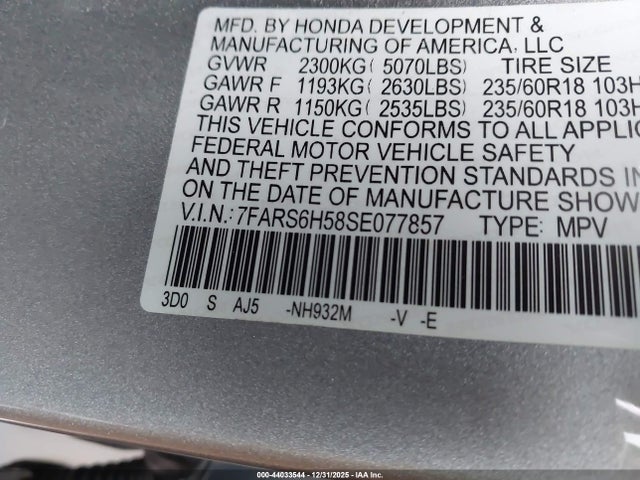 MFD. BY HONDA DEVELOPMENT &
MANUFACTURING OF AMERICA, LLC
GVWR 2300KG( 5070LBS) TIRE SIZE
GAWR F 1193KG( 2630LBS) 235/60R18 103H
GAWR R 1150KG( 2535LBS) 235/60R18 103H
THIS VEHICLE CONFORMS TO ALL APPLIC
FEDERAL MOTOR VEHICLE SAFETY
AND THEFT PREVENTION STANDARDS IN
ON THE DATE OF MANUFACTURE SHOW
V.I.N.: 7FARS6H58SE077857 TYPE: MPV
3D0 S AJ5 -NH932M -V -E
000-44033544 - 12/31/2025 - IAA Inc.